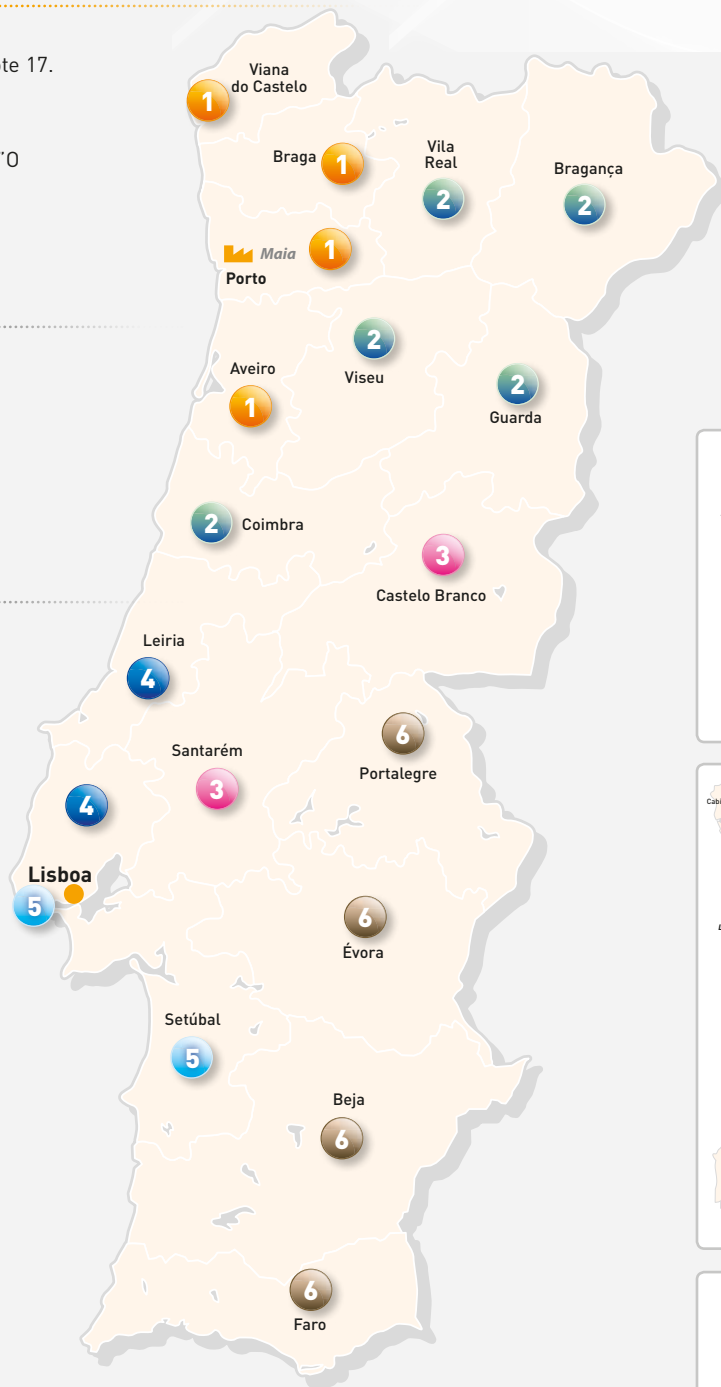 te 17.
O
Viana
do Castelo
1
Braga
1
Vila
Real
2
Bragança
2
Maia
1
Porto
2
Viseu
Aveiro
1
2
Guarda
2
Coimbra
3
Castelo Branco
Leiria
4
Santarém
3
6
Portalegre
4
Lisboa
5
6
Évora
Setúbal
5
Beja
6
6
Faro
Cabi